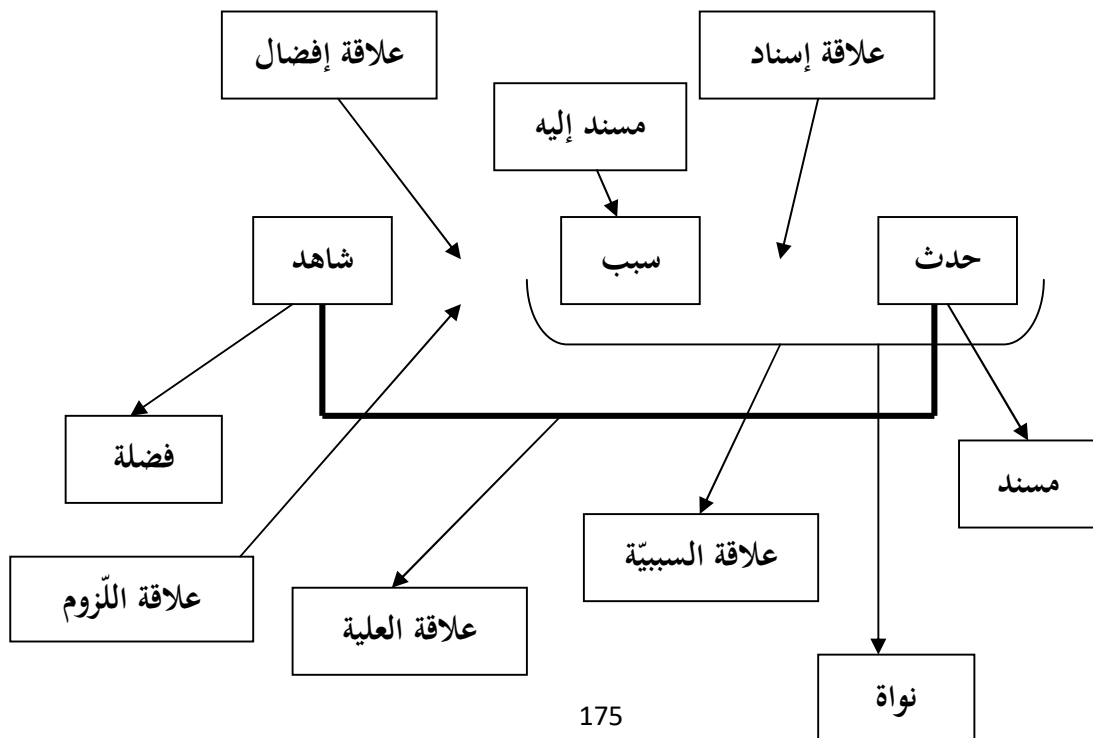 علاقة إسناد
علاقة إفضال
مسند إليه
حدث
سبب
شاهد
فضلة
مسند
علاقة السببيّة
علاقة اللّزوم
علاقة العلية
نواة
175